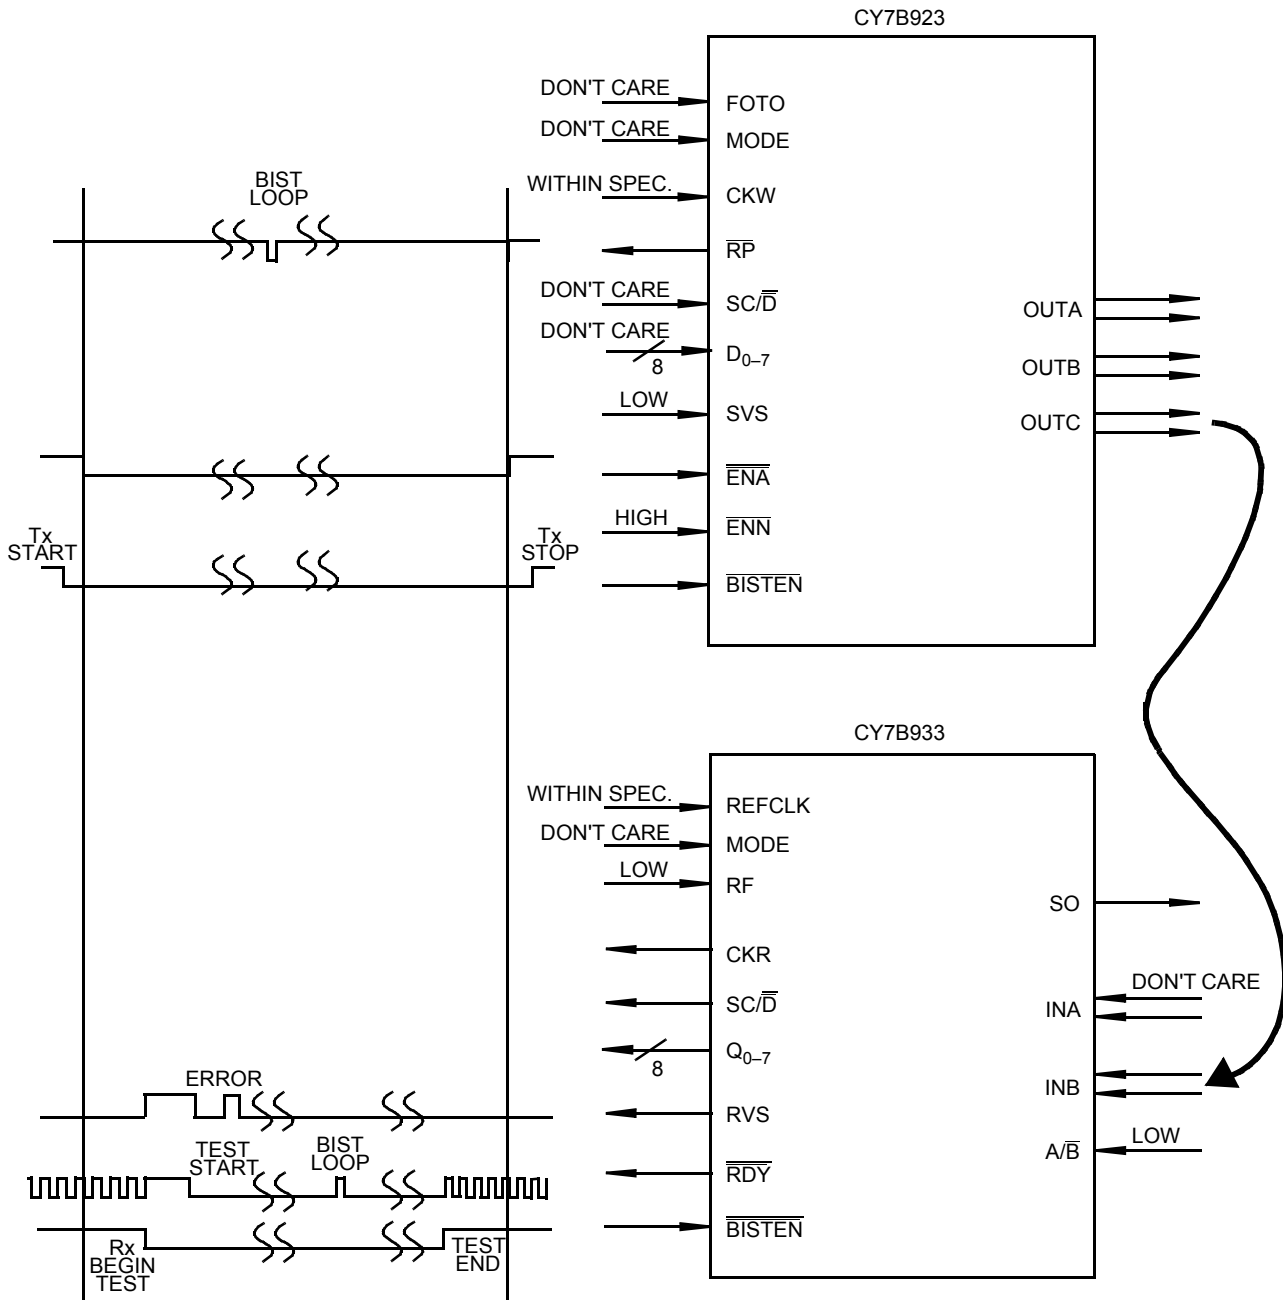 CY7B923
DON'T CARE
FOTO
DON'T CARE
MODE
BIST
LOOP
WITHIN SPEC.
CKW
RP
DON'T CARE
SC/D
OUTA
DON'T CARE
8
D0–7
OUTB
LOW
SVS
OUTC
ENA
HIGH
ENN
Tx
START
Tx
STOP
BISTEN
CY7B933
WITHIN SPEC.
REFCLK
DON'T CARE
MODE
LOW
RF
SO
CKR
DON'T CARE
SC/D
INA
Q0–7
8
ERROR
INB
RVS
LOW
A/B
TEST
START
BIST
LOOP
RDY
BISTEN
Rx
BEGIN
TEST
TEST
END